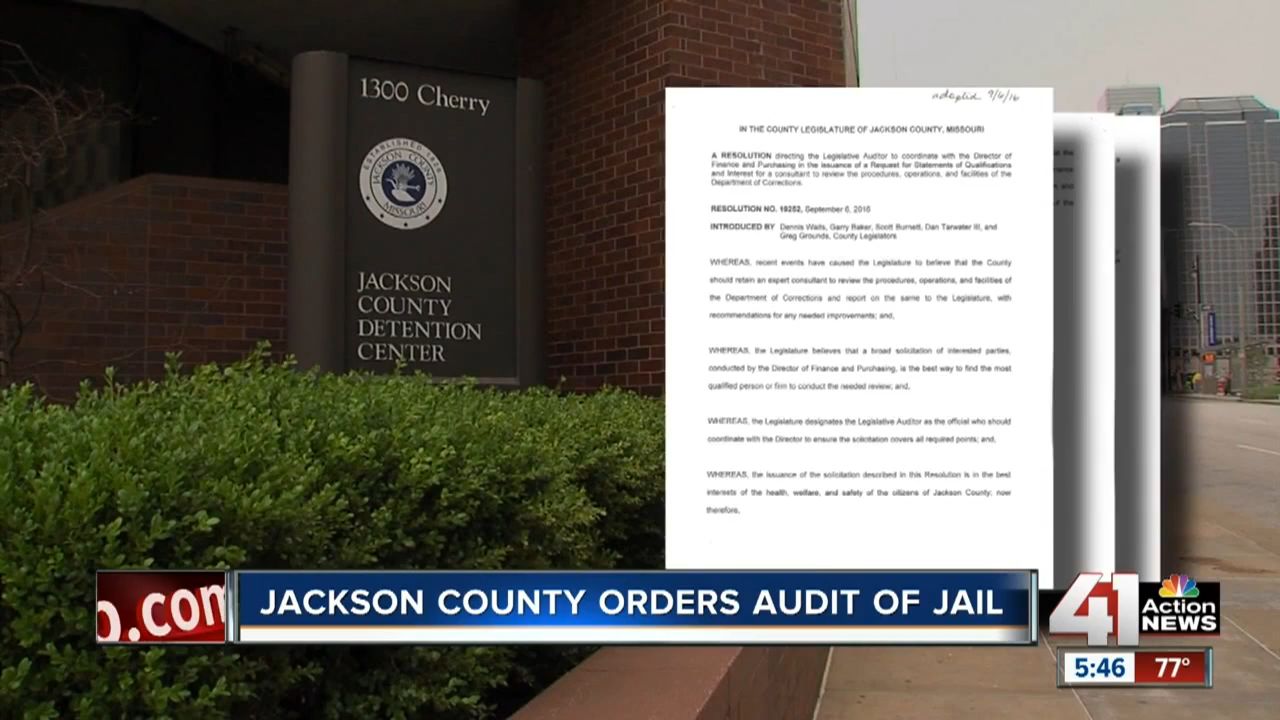 1300 Cherry
ESTABLISHED 1826
JACKSON COUNTY
MISSOURI
JACKSON
COUNTY
DETENTION
CENTER
adopted 9/6/16
IN THE COUNTY LEGISLATURE OF JACKSON COUNTY, MISSOURI
A RESOLUTION directing the Legislative Auditor to coordinate with the Director of
Finance and Purchasing in the issuance of a Request for Statements of Qualifications
and Interest for a consultant to review the procedures, operations, and facilities of the
Department of Corrections.
RESOLUTION NO. 19252, September 6, 2016
INTRODUCED BY Dennis Waits, Garry Baker, Scott Burnett, Dan Tarwater III, and
Greg Grounds, County Legislators
WHEREAS, recent events have caused the Legislature to believe that the County
should retain an expert consultant to review the procedures, operations, and facilities of
the Department of Corrections and report on the same to the Legislature, with
recommendations for any needed improvements; and,
WHEREAS, the Legislature believes that a broad solicitation of interested parties,
conducted by the Director of Finance and Purchasing, is the best way to find the most
qualified person or firm to conduct the needed review; and,
WHEREAS, the Legislature designates the Legislative Auditor as the official who should
coordinate with the Director to ensure the solicitation covers all required points; and,
WHEREAS, the issuance of the solicitation described in this Resolution is in the best
interests of the health, welfare, and safety of the citizens of Jackson County; now
therefore,
o.com
JACKSON COUNTY ORDERS AUDIT OF JAIL
41 Action
NEWS
5:46 77°